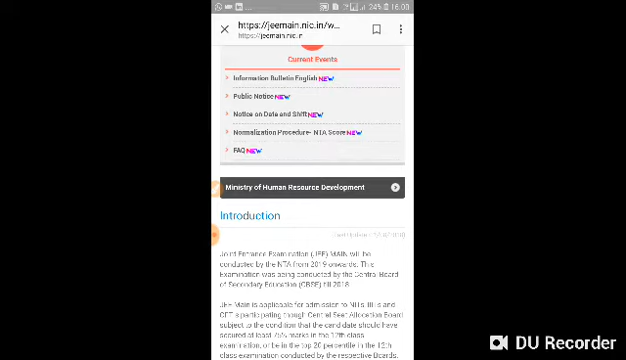 24% 16:00
https://jeemain.nic.in/w...
https://jeemain.nic.in
Current Events
Information Bulletin English NEW
Public Notice NEW
Notice on Data and Shift NEW
Normalization Procedure- NTA Score NEW
FAQ NEW
Ministry of Human Resource Development
Introduction
Joint Entrance Examination (JEE) MAIN will be
conducted by the NTA from 2019 onwards. This
Examination was being conducted by the Central Board
of Secondary Education (CBSE) till 2018.
JEE Main is applicable for admission to NITs, IIITs and
CFTs participating though Central Seat Allocation Board
subject to the condition that the candidate should have
secured at least 75% marks in the 12th class
examination, or be in the top 20 percentile in the 12th
class examination conducted by the respective Boards.
DU Recorder